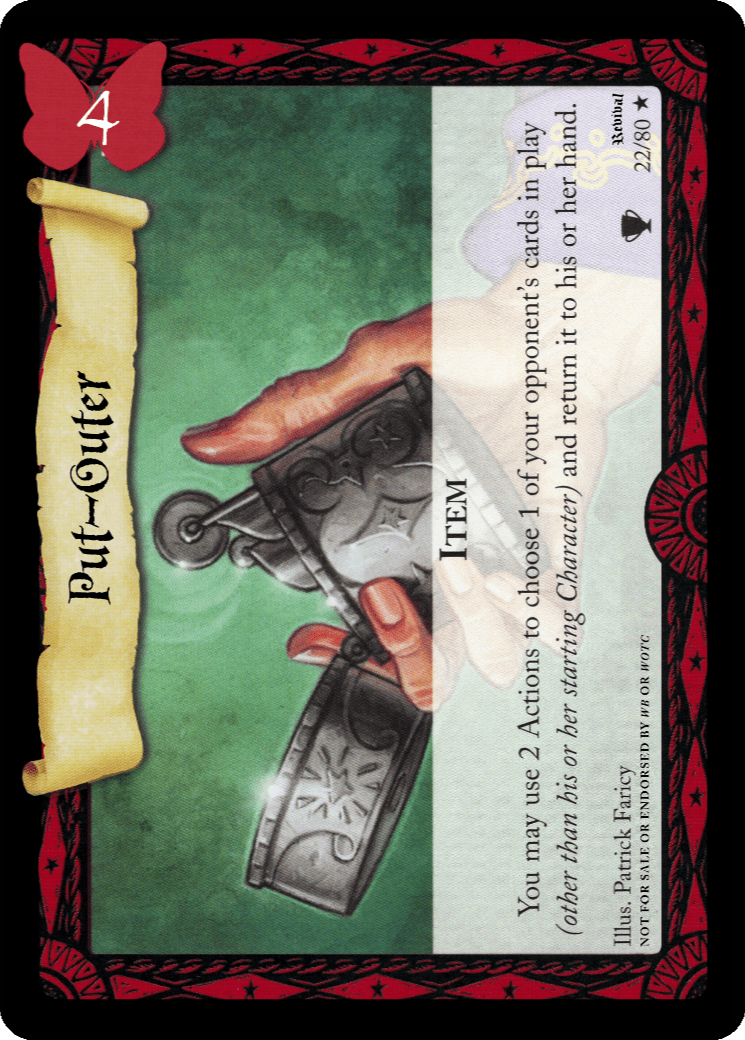 4
Put-Outer
ITEM
You may use 2 Actions to choose 1 of your opponent's cards in play
(other than his or her starting Character) and return it to his or her hand.
Illus. Patrick Faricy
NOT FOR SALE OR ENDORSED BY WB OR WOTC
Revival
22/80 ★